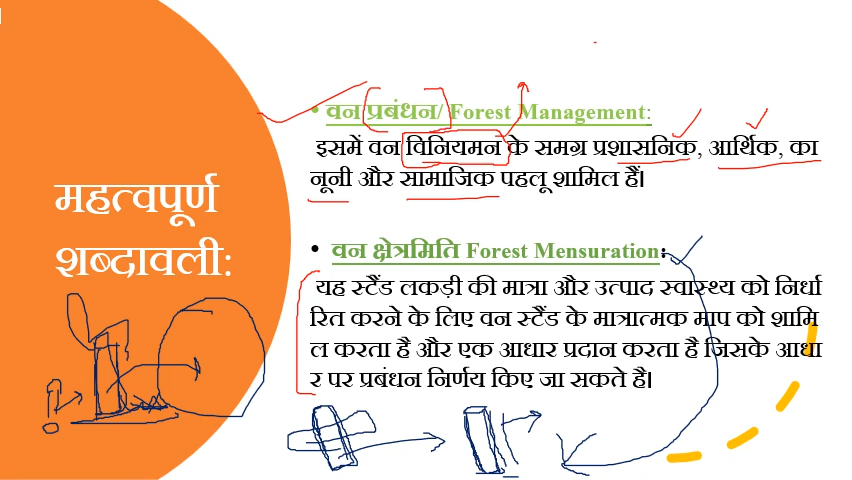 महत्वपूर्ण
शब्दावली:
• वन प्रबंधन/ Forest Management:
इसमें वन विनियमन के समग्र प्रशासनिक, आर्थिक, का
नूनी और सामाजिक पहलू शामिल हैं।
• वन क्षेत्रमिति Forest Mensuration:
यह स्टैंड लकड़ी की मात्रा और उत्पाद स्वास्थ्य को निर्धा
रित करने के लिए वन स्टैंड के मात्रात्मक माप को शामि
ल करता है और एक आधार प्रदान करता है जिसके आधा
र पर प्रबंधन निर्णय किए जा सकते है।